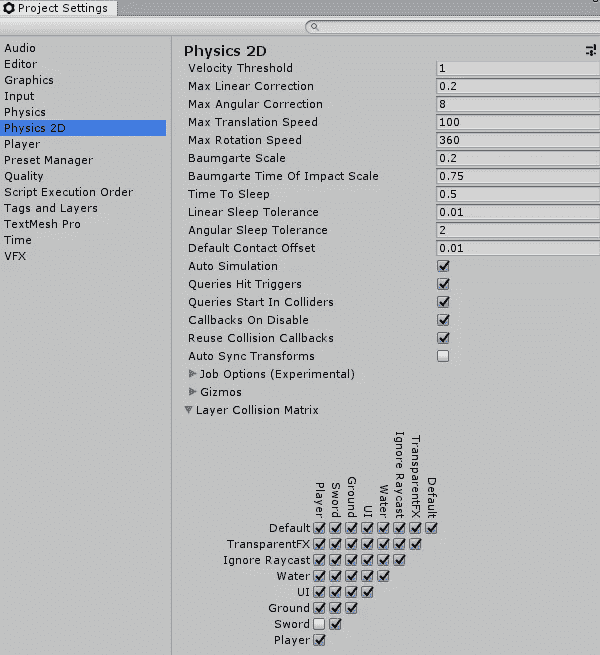 Project Settings
Audio
Editor
Graphics
Input
Physics
Physics 2D
Player
Preset Manager
Quality
Script Execution Order
Tags and Layers
TextMesh Pro
Time
VFX
Physics 2D
Velocity Threshold 1
Max Linear Correction 0.2
Max Angular Correction 8
Max Translation Speed 100
Max Rotation Speed 360
Baumgarte Scale 0.2
Baumgarte Time Of Impact Scale 0.75
Time To Sleep 0.5
Linear Sleep Tolerance 0.01
Angular Sleep Tolerance 2
Default Contact Offset 0.01
Auto Simulation
Queries Hit Triggers
Queries Start In Colliders
Callbacks On Disable
Reuse Collision Callbacks
Auto Sync Transforms
Job Options (Experimental)
Gizmos
Layer Collision Matrix
Player
Sword
Ground
UI
Water
Ignore Raycast
TransparentFX
Default
Default
TransparentFX
Ignore Raycast
Water
UI
Ground
Sword
Player